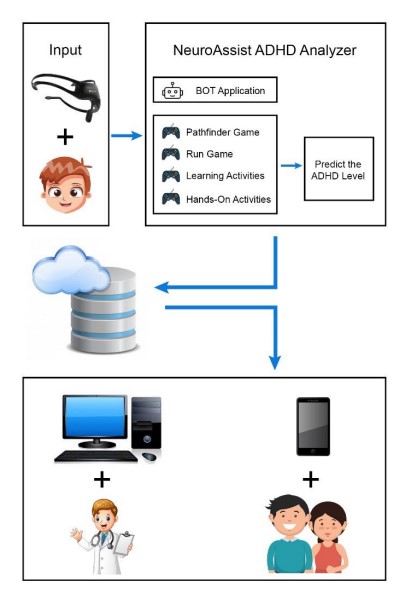 Input
NeuroAssist ADHD Analyzer
BOT Application
Pathfinder Game
Run Game
Learning Activities
Hands-On Activities
Predict the
ADHD Level